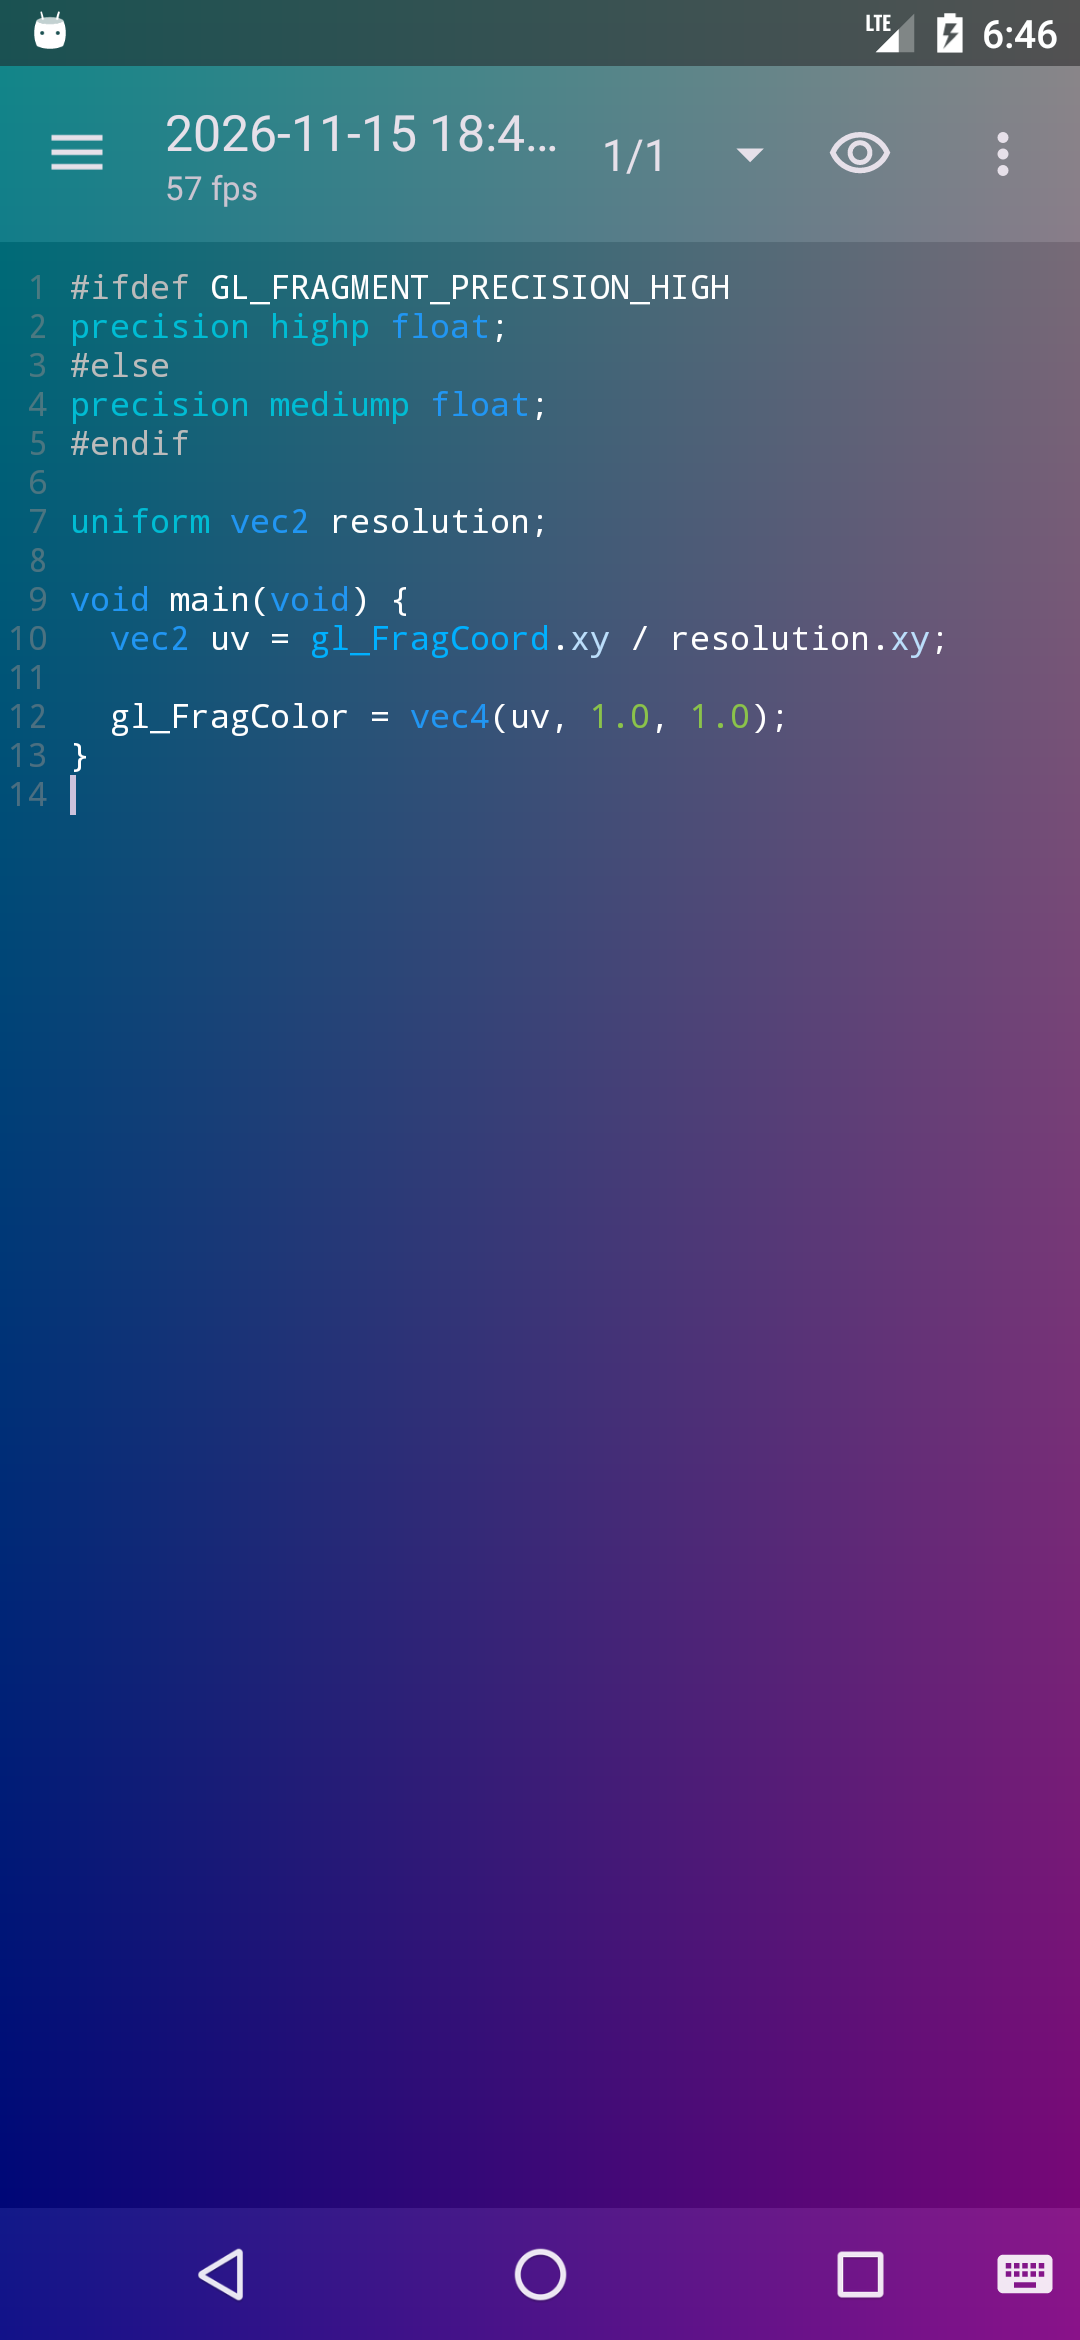 LTE 6:46
2026-11-15 18:4… 1/1
57 fps
1 #ifdef GL_FRAGMENT_PRECISION_HIGH
2 precision highp float;
3 #else
4 precision mediump float;
5 #endif
6
7 uniform vec2 resolution;
8
9 void main(void) {
10   vec2 uv = gl_FragCoord.xy / resolution.xy;
11
12   gl_FragColor = vec4(uv, 1.0, 1.0);
13 }
14